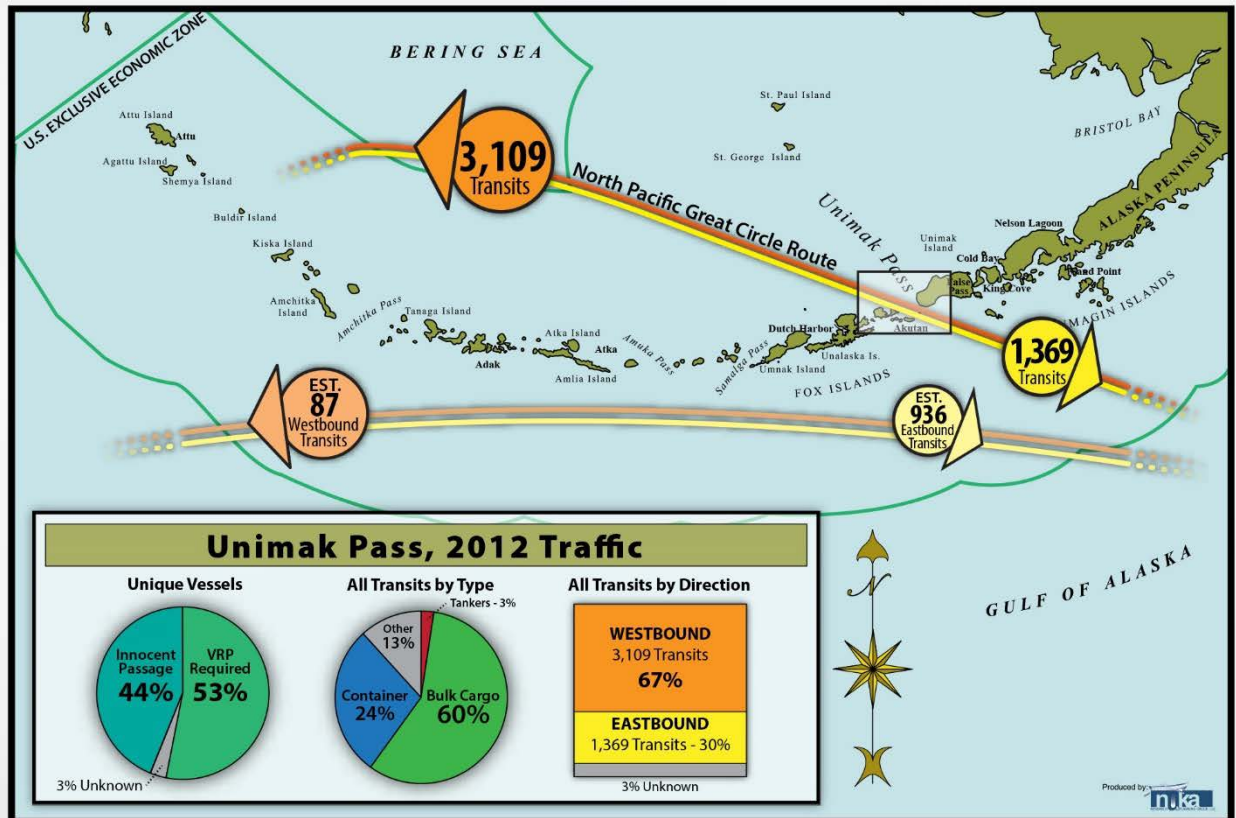 U.S. EXCLUSIVE ECONOMIC ZONE
BERING SEA
St. Paul Island
St. George Island
BRISTOL BAY
Attu Island
Attu
Agattu Island
Shemya Island
Buldir Island
Kiska Island
Amchitka
Island
Amchitka Pass
Tanaga Island
Adak
Atka Island
Atka
Amlia Island
Amuka Pass
Samalga Pass
Dutch Harbor
Umnak Island
Unalaska Is.
FOX ISLANDS
Akutan
Unimak Pass
Unimak
Island
False
Pass
Cold Bay
King Cove
Nelson Lagoon
ALASKA PENINSULA
Sand Point
IMAGIN ISLANDS
3,109
Transits
North Pacific Great Circle Route
1,369
Transits
EST.
87
Westbound
Transits
EST.
936
Eastbound
Transits
GULF OF ALASKA
N
Unimak Pass, 2012 Traffic
Unique Vessels
Innocent
Passage
44%
VRP
Required
53%
3% Unknown
All Transits by Type
Tankers - 3%
Other
13%
Container
24%
Bulk Cargo
60%
All Transits by Direction
WESTBOUND
3,109 Transits
67%
EASTBOUND
1,369 Transits - 30%
3% Unknown
Produced by:
nuka